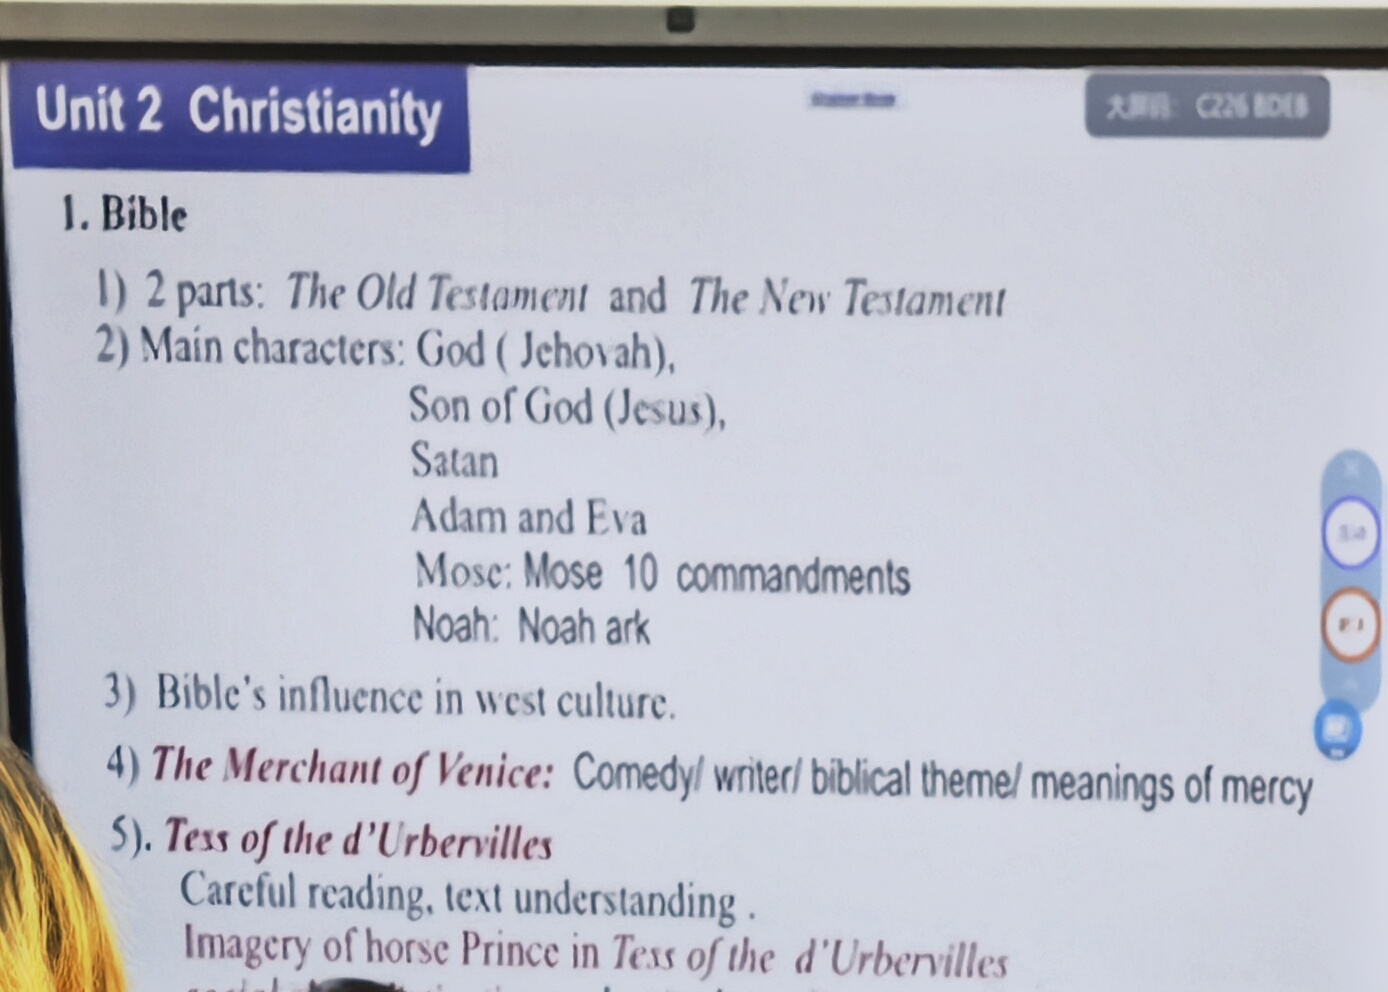 Unit 2 Christianity
大屏码: C226 BDEB
1. Bible
1) 2 parts: The Old Testament and The New Testament
2) Main characters: God ( Jehovah),
Son of God (Jesus),
Satan
Adam and Eva
Mose: Mose 10 commandments
Noah: Noah ark
3) Bible's influence in west culture.
4) The Merchant of Venice: Comedy/ writer/ biblical theme/ meanings of mercy
5). Tess of the d'Urbervilles
Careful reading, text understanding .
Imagery of horse Prince in Tess of the d'Urbervilles